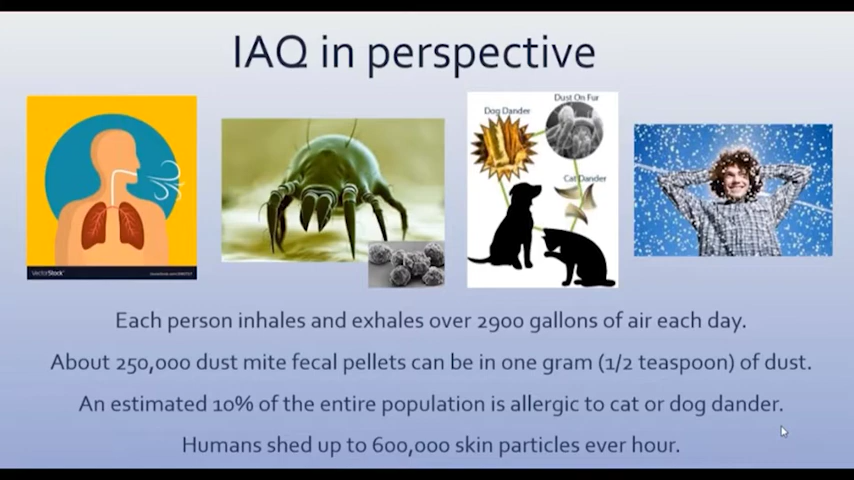 IAQ in perspective
Dust On Fur
Dog Dander
Cat Dander
VectorStock
Each person inhales and exhales over 2900 gallons of air each day.
About 250,000 dust mite fecal pellets can be in one gram (1/2 teaspoon) of dust.
An estimated 10% of the entire population is allergic to cat or dog dander.
Humans shed up to 600,000 skin particles ever hour.